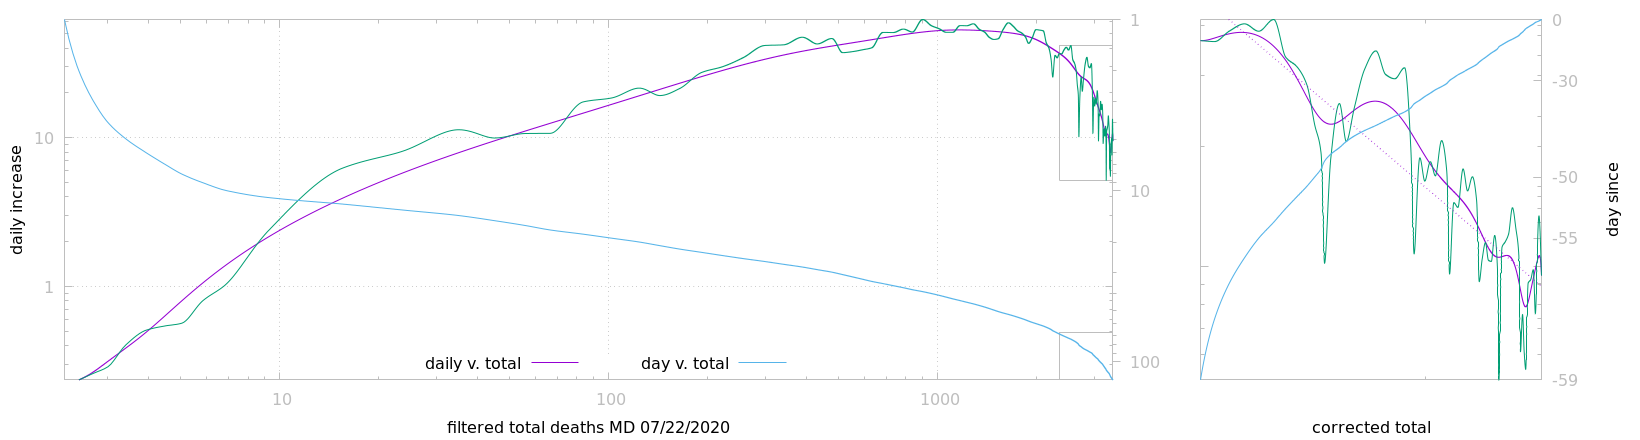 daily increase
10
1
10
100
1000
daily v. total
day v. total
filtered total deaths MD 07/22/2020
1
10
100
0
-30
-50
-55
-59
day since
corrected total